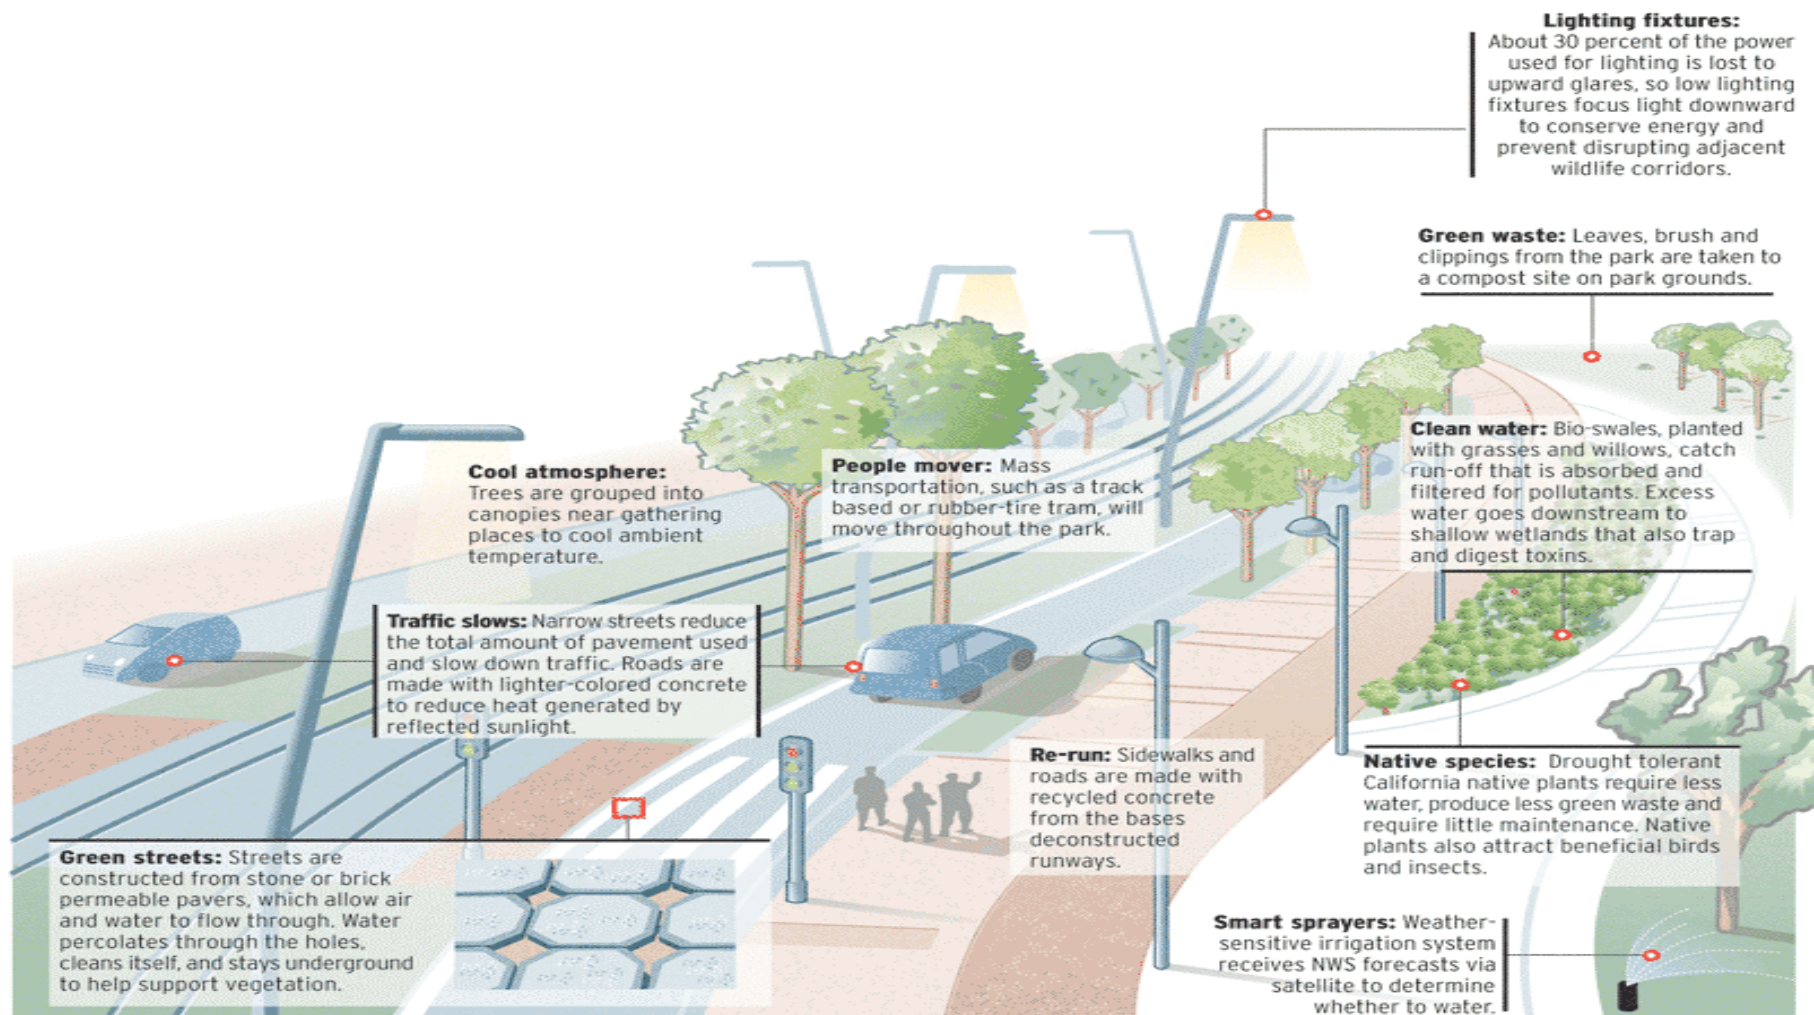 Lighting fixtures:
About 30 percent of the power
used for lighting is lost to
upward glares, so low lighting
fixtures focus light downward
to conserve energy and
prevent disrupting adjacent
wildlife corridors.
Green waste: Leaves, brush and
clippings from the park are taken to
a compost site on park grounds.
Clean water: Bio-swales, planted
with grasses and willows, catch
run-off that is absorbed and
filtered for pollutants. Excess
water goes downstream to
shallow wetlands that also trap
and digest toxins.
Cool atmosphere:
Trees are grouped into
canopies near gathering
places to cool ambient
temperature.
People mover: Mass
transportation, such as a track
based or rubber-tire tram, will
move throughout the park.
Traffic slows: Narrow streets reduce
the total amount of pavement used
and slow down traffic. Roads are
made with lighter-colored concrete
to reduce heat generated by
reflected sunlight.
Re-run: Sidewalks and
roads are made with
recycled concrete
from the bases
deconstructed
runways.
Native species: Drought tolerant
California native plants require less
water, produce less green waste and
require little maintenance. Native
plants also attract beneficial birds
and insects.
Green streets: Streets are
constructed from stone or brick
permeable pavers, which allow air
and water to flow through. Water
percolates through the holes,
cleans itself, and stays underground
to help support vegetation.
Smart sprayers: Weather-
sensitive irrigation system
receives NWS forecasts via
satellite to determine
whether to water.